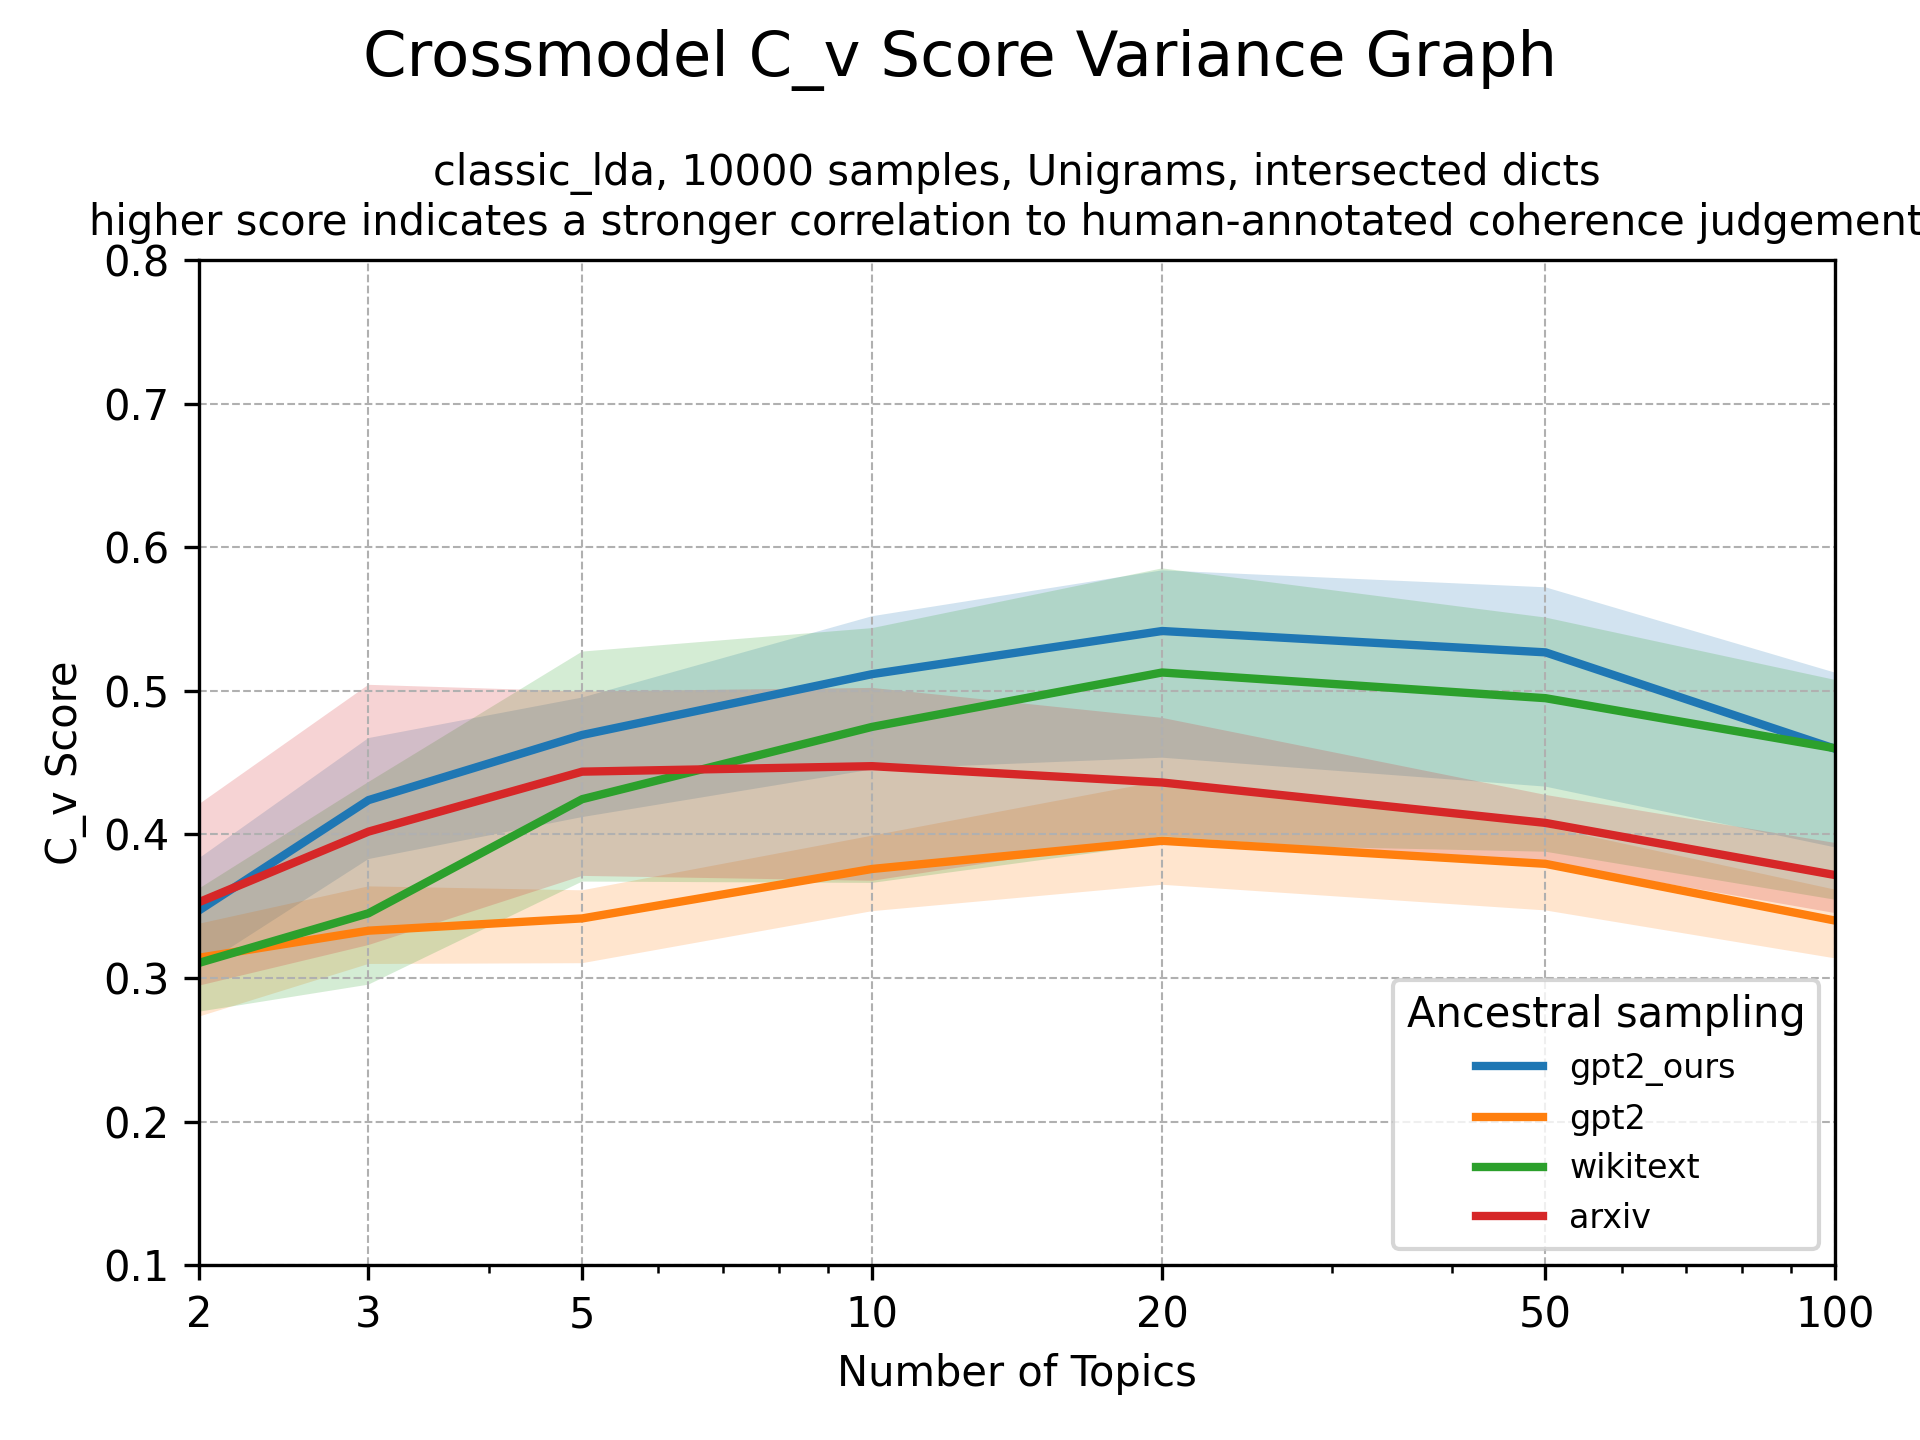 Crossmodel C_v Score Variance Graph
classic_lda, 10000 samples, Unigrams, intersected dicts
higher score indicates a stronger correlation to human-annotated coherence judgement
0.8
0.7
0.6
0.5
0.4
0.3
0.2
0.1
C_v Score
2 3 5 10 20 50 100
Number of Topics
Ancestral sampling
gpt2_ours
gpt2
wikitext
arxiv